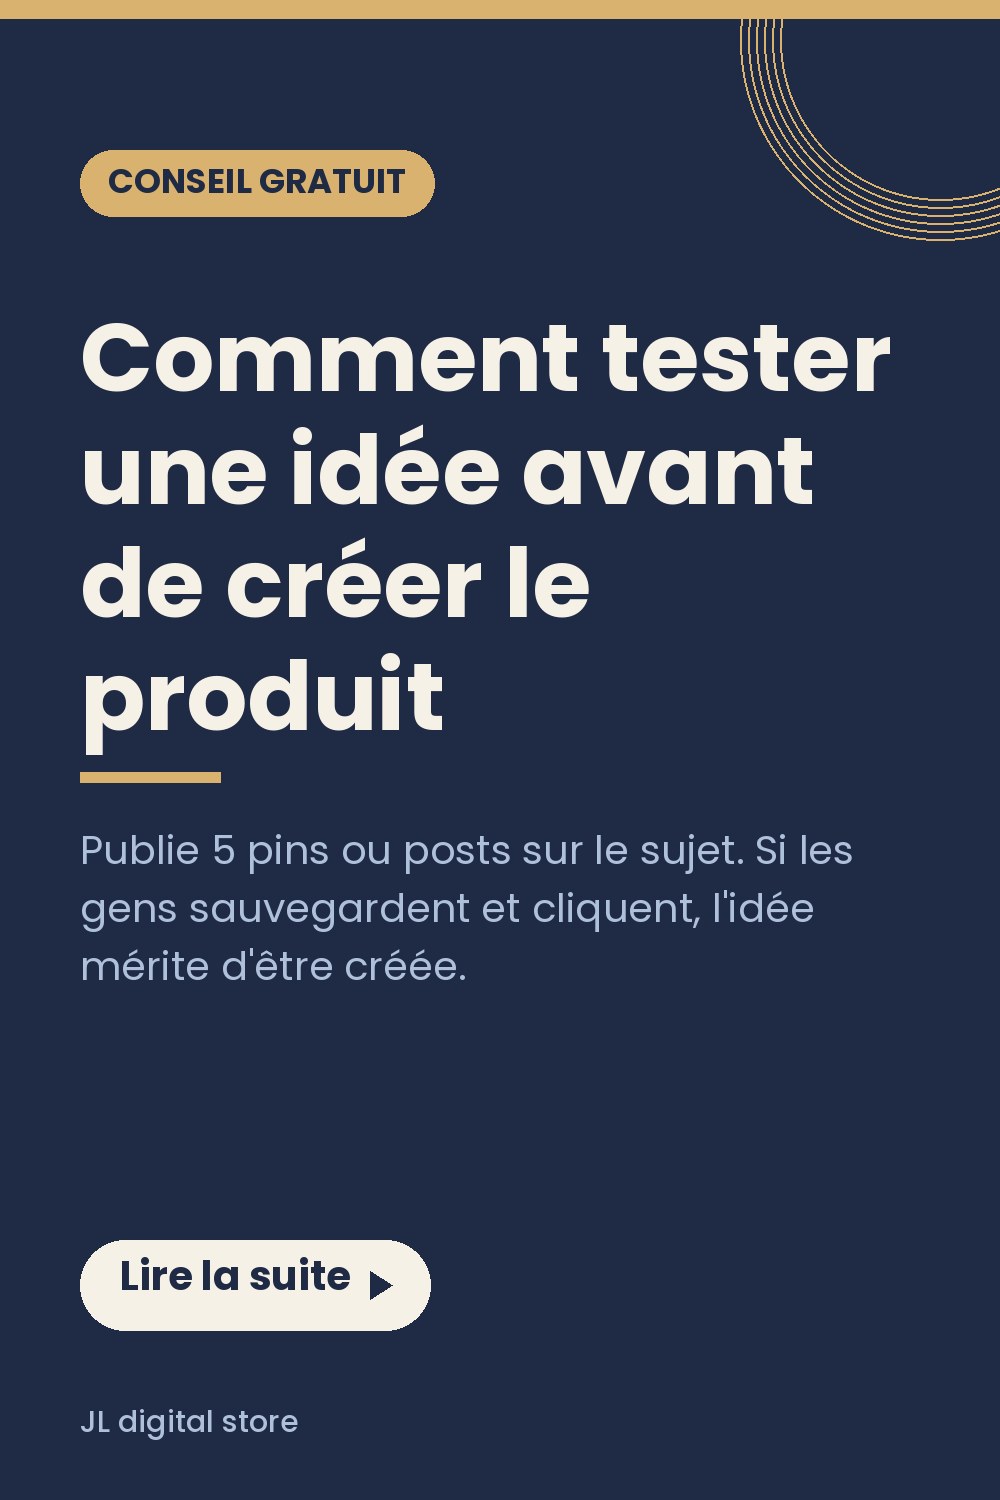 CONSEIL GRATUIT
Comment tester
une idée avant
de créer le
produit
Publie 5 pins ou posts sur le sujet. Si les
gens sauvegardent et cliquent, l'idée
mérite d'être créée.
Lire la suite
JL digital store